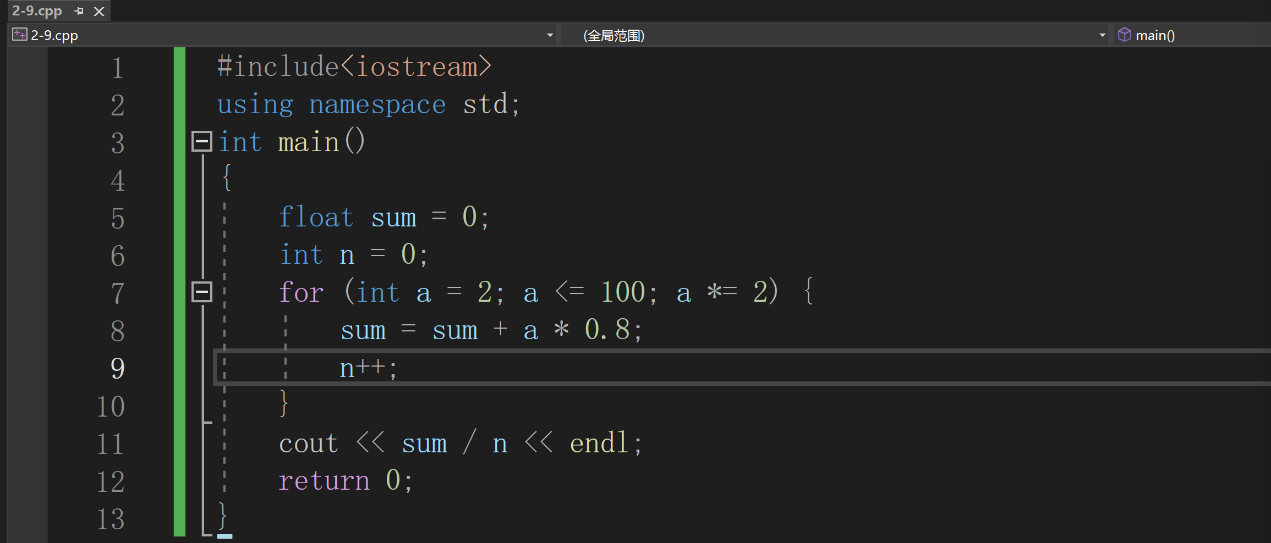 2-9.cpp
2-9.cpp (全局范围) main()
1 #include<iostream>
2 using namespace std;
3 int main()
4 {
5 float sum = 0;
6 int n = 0;
7 for (int a = 2; a <= 100; a *= 2) {
8 sum = sum + a * 0.8;
9 n++;
10 }
11 cout << sum / n << endl;
12 return 0;
13 }